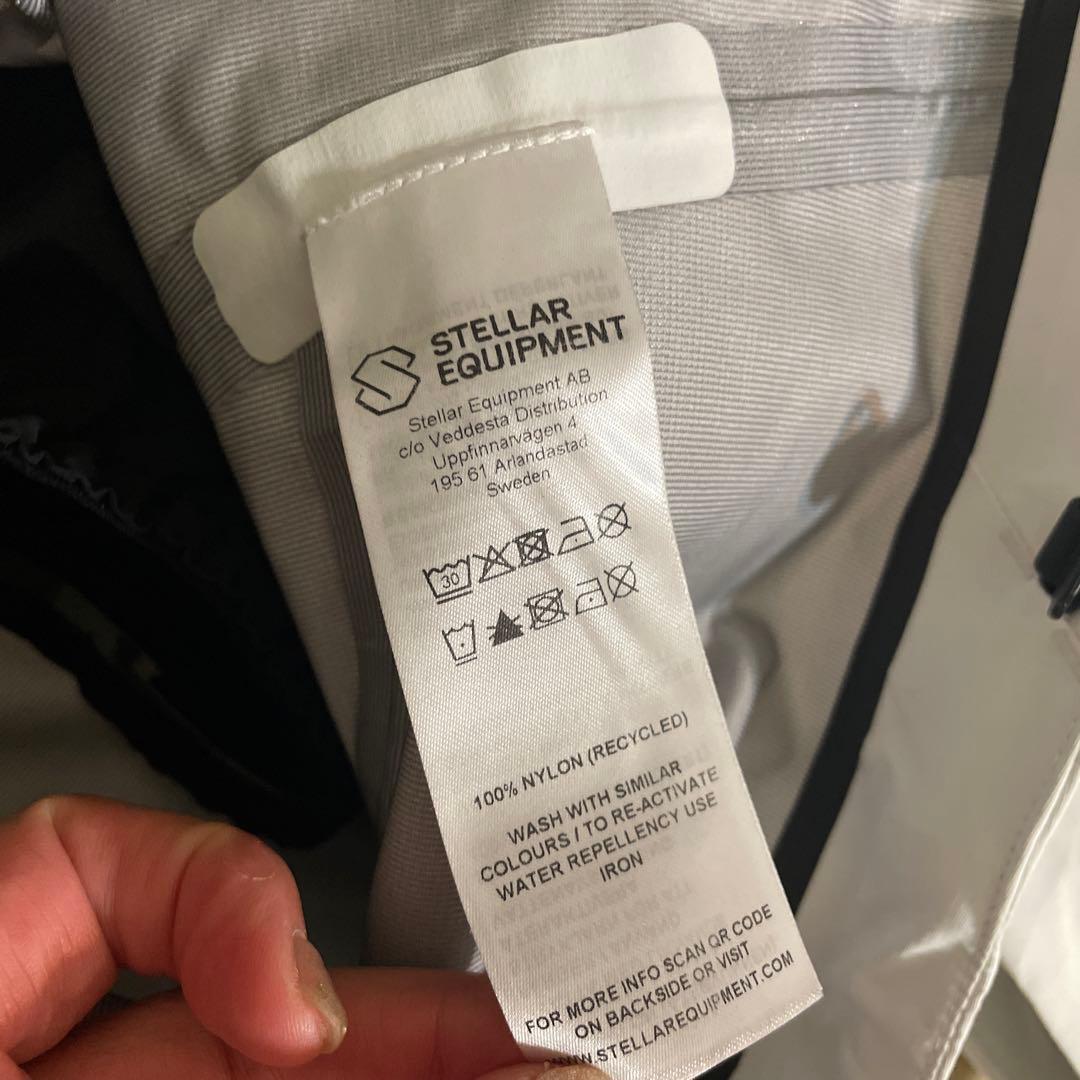 STELLAR
EQUIPMENT
Stellar Equipment AB
c/o Veddesta Distribution
Uppfinnarvägen 4
195 61 Arlandastad
Sweden
30
100% NYLON (RECYCLED)
WASH WITH SIMILAR
COLOURS / TO RE-ACTIVATE
WATER REPELLENCY USE
IRON
FOR MORE INFO SCAN QR CODE
ON BACKSIDE OR VISIT
WWW.STELLAREQUIPMENT.COM